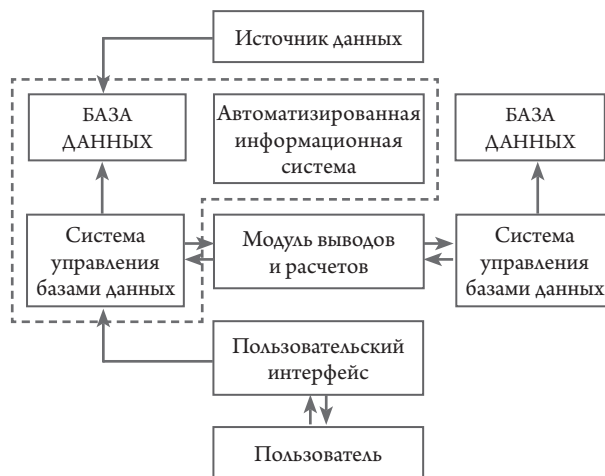 Источник данных
БАЗА
ДАННЫХ
Автоматизированная
информационная
система
БАЗА
ДАННЫХ
Система
управления
базами данных
Модуль выводов
и расчетов
Система
управления
базами данных
Пользовательский
интерфейс
Пользователь